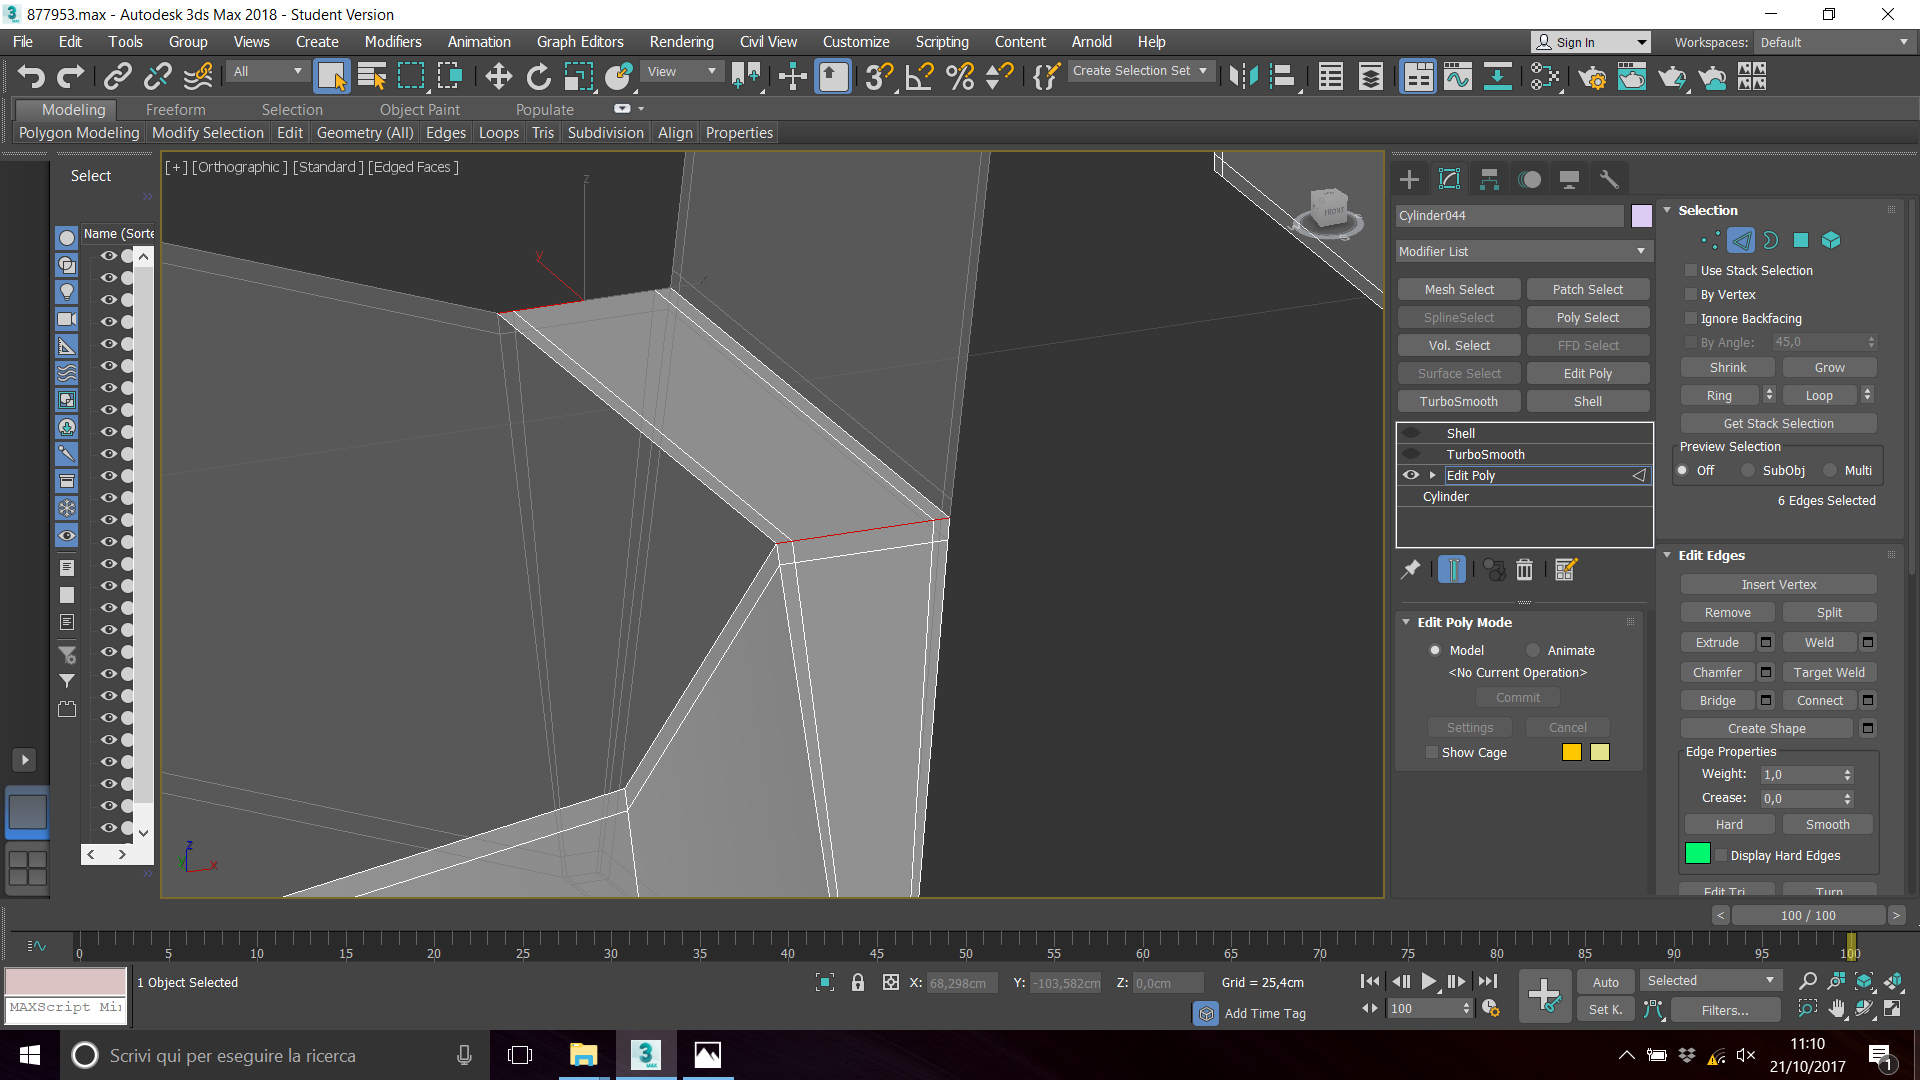 877953.max - Autodesk 3ds Max 2018 - Student Version
File Edit Tools Group Views Create Modifiers Animation Graph Editors Rendering Civil View Customize Scripting Content Arnold Help
Sign In Workspaces: Default
All View Create Selection Set
Modeling Freeform Selection Object Paint Populate
Polygon Modeling Modify Selection Edit Geometry (All) Edges Loops Tris Subdivision Align Properties
Select
Name (Sorte
[+] [Orthographic] [Standard] [Edged Faces]
z
y
x
FRONT
z
y
x
Cylinder044
Modifier List
Mesh Select Patch Select
SplineSelect Poly Select
Vol. Select FFD Select
Surface Select Edit Poly
TurboSmooth Shell
Shell
TurboSmooth
Edit Poly
Cylinder
Edit Poly Mode
Model Animate
<No Current Operation>
Commit
Settings Cancel
Show Cage
Selection
Use Stack Selection
By Vertex
Ignore Backfacing
By Angle: 45,0
Shrink Grow
Ring Loop
Get Stack Selection
Preview Selection
Off SubObj Multi
6 Edges Selected
Edit Edges
Insert Vertex
Remove Split
Extrude Weld
Chamfer Target Weld
Bridge Connect
Create Shape
Edge Properties
Weight: 1,0
Crease: 0,0
Hard Smooth
Display Hard Edges
Edit Tri Turn
< 100 / 100 >
0 5 10 15 20 25 30 35 40 45 50 55 60 65 70 75 80 85 90 95 100
MAXScript Mi
1 Object Selected
X: 68,298cm Y: -103,582cm Z: 0,0cm Grid = 25,4cm
Add Time Tag
100
Auto Selected
Set K. Filters...
Scrivi qui per eseguire la ricerca
3
MAX
11:10
21/10/2017
1